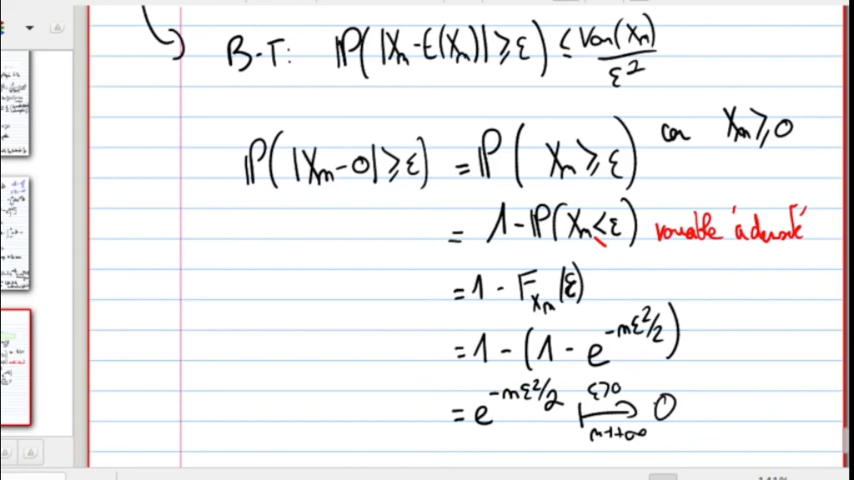 B-T: ℙ( |Xn - E(Xn)| ≥ ε ) ≤ Var(Xn) / ε²
ℙ( |Xn - 0| ≥ ε ) = ℙ( Xn ≥ ε ) car Xn ≥ 0
= 1 - ℙ(Xn ≤ ε) variable à densité
= 1 - F_Xn(ε)
= 1 - (1 - e^(-nε²/2))
= e^(-nε²/2) ⟼ 0 ε>0 n→+∞
141%